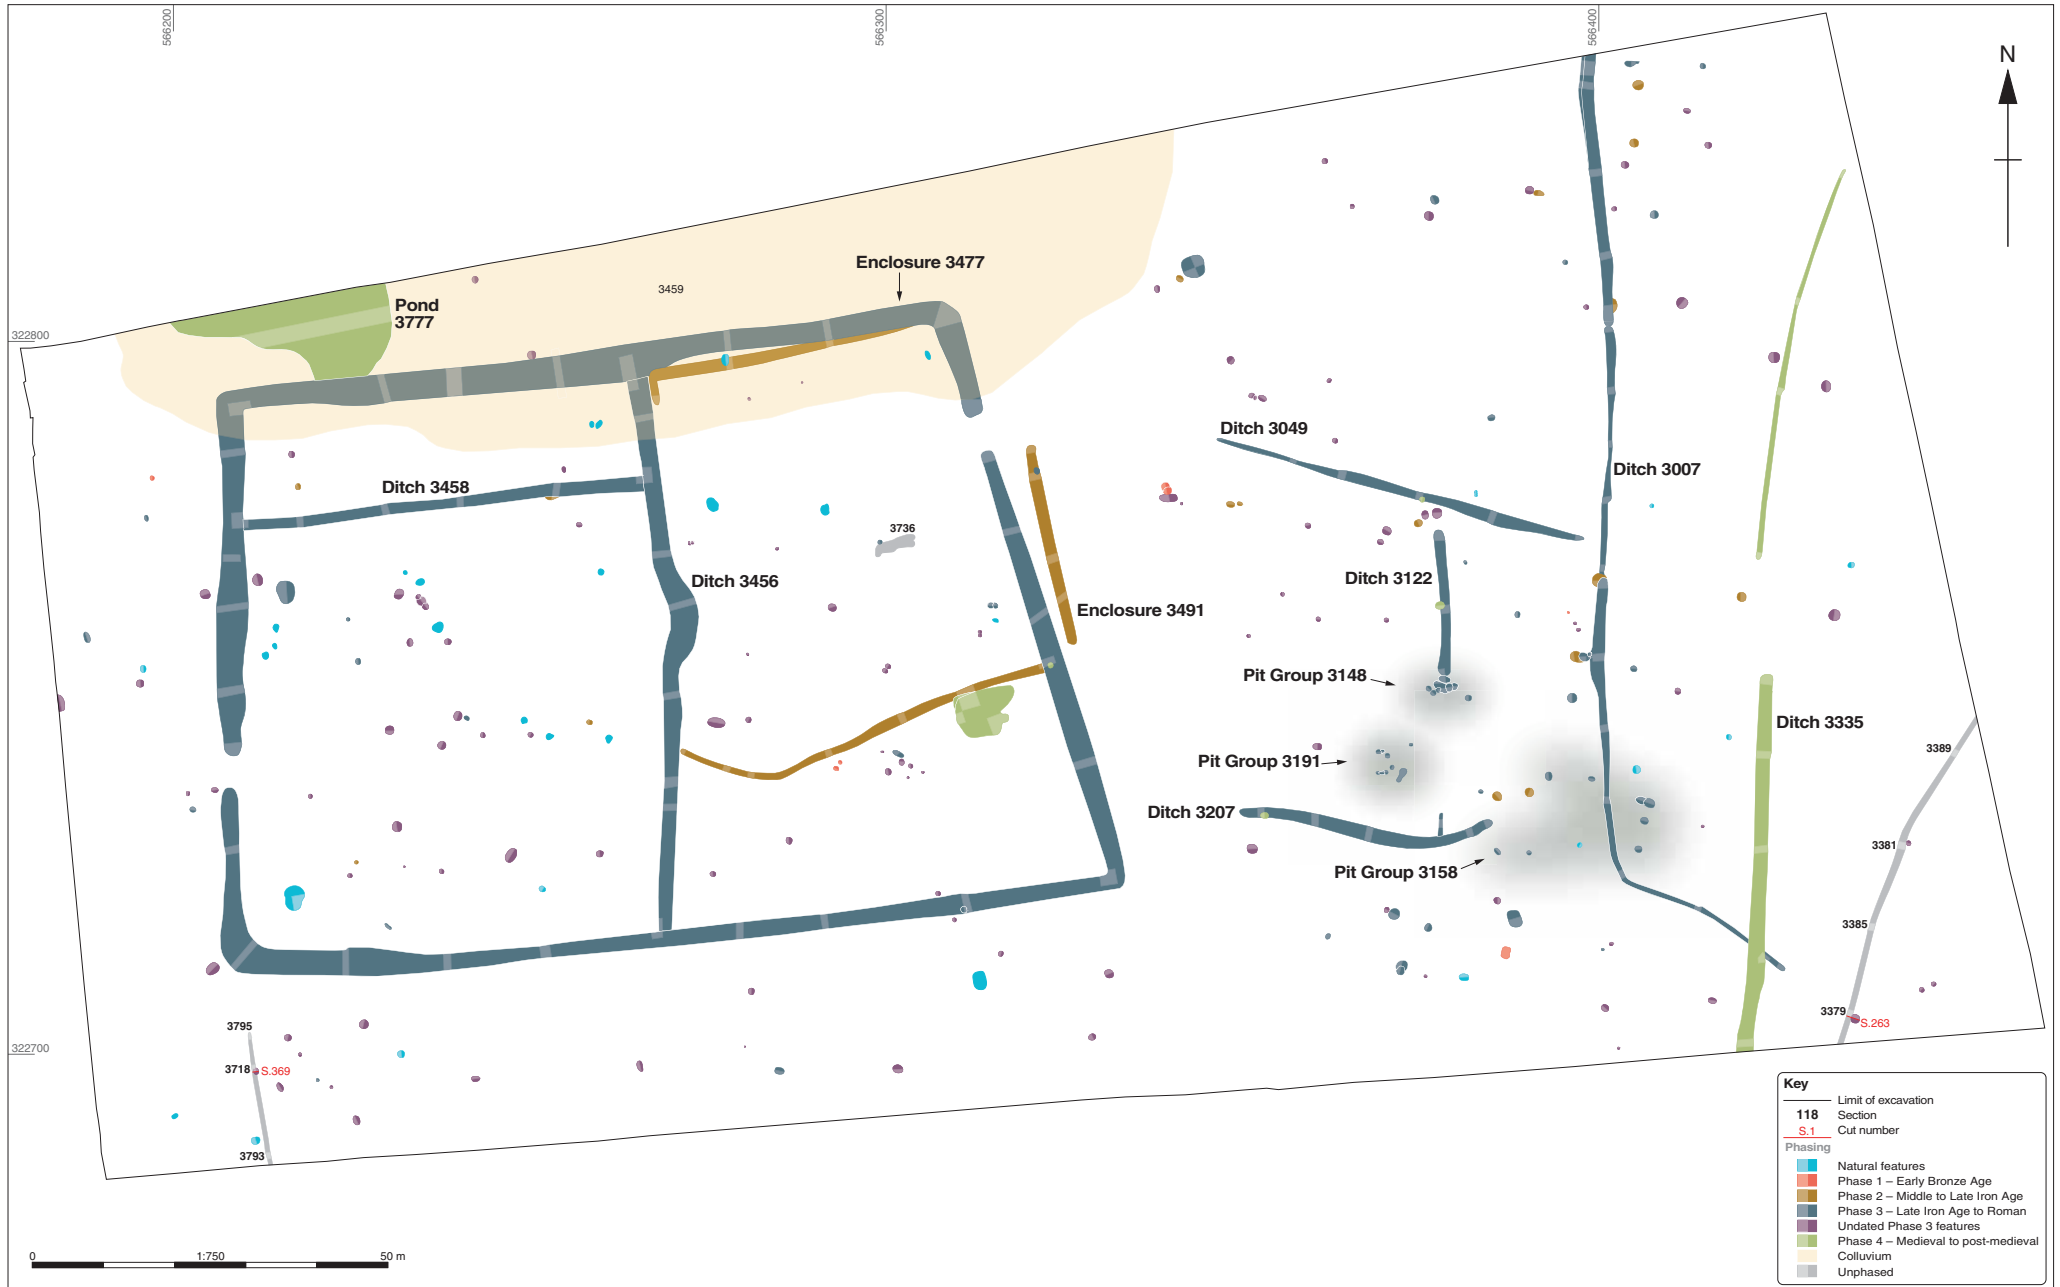 566200
566300
566400
N
Enclosure 3477
3459
Pond
3777
322800
Ditch 3049
Ditch 3007
Ditch 3458
3736
Ditch 3456
Ditch 3122
Enclosure 3491
Pit Group 3148
Ditch 3335
3389
Pit Group 3191
Ditch 3207
3381
Pit Group 3158
3385
3379
S.263
3795
322700
3718
S.369
3793
Key
Limit of excavation
118 Section
S.1 Cut number
Phasing
Natural features
Phase 1 – Early Bronze Age
Phase 2 – Middle to Late Iron Age
Phase 3 – Late Iron Age to Roman
Undated Phase 3 features
Phase 4 – Medieval to post-medieval
Colluvium
Unphased
0 1:750 50 m